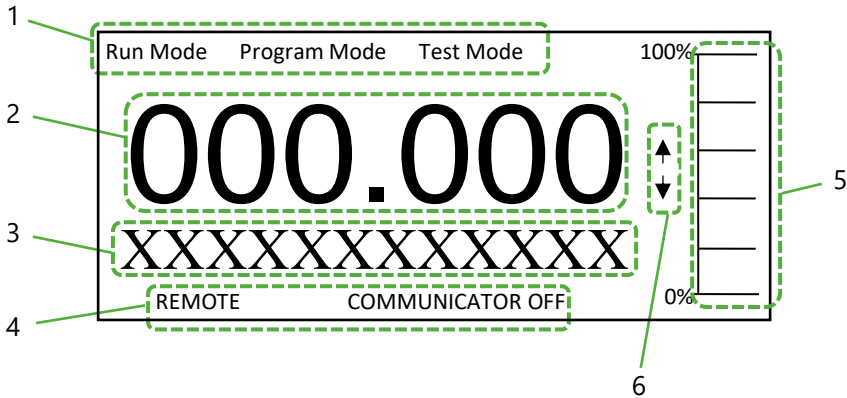 1
Run Mode Program Mode Test Mode 100%
2
000.000
5
3
XXXXXXXXXXXX
REMOTE COMMUNICATOR OFF 0%
4
6